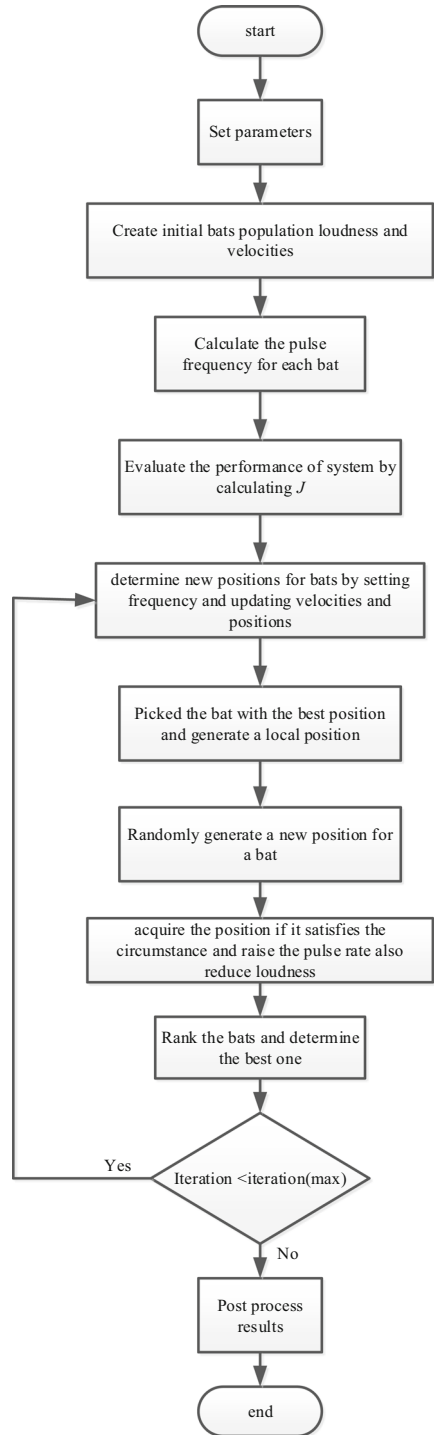 start
Set parameters
Create initial bats population loudness and
velocities
Calculate the pulse
frequency for each bat
Evaluate the performance of system by
calculating J
determine new positions for bats by setting
frequency and updating velocities and
positions
Picked the bat with the best position
and generate a local position
Randomly generate a new position for
a bat
acquire the position if it satisfies the
circumstance and raise the pulse rate also
reduce loudness
Rank the bats and determine
the best one
Yes
Iteration <iteration(max)
No
Post process
results
end